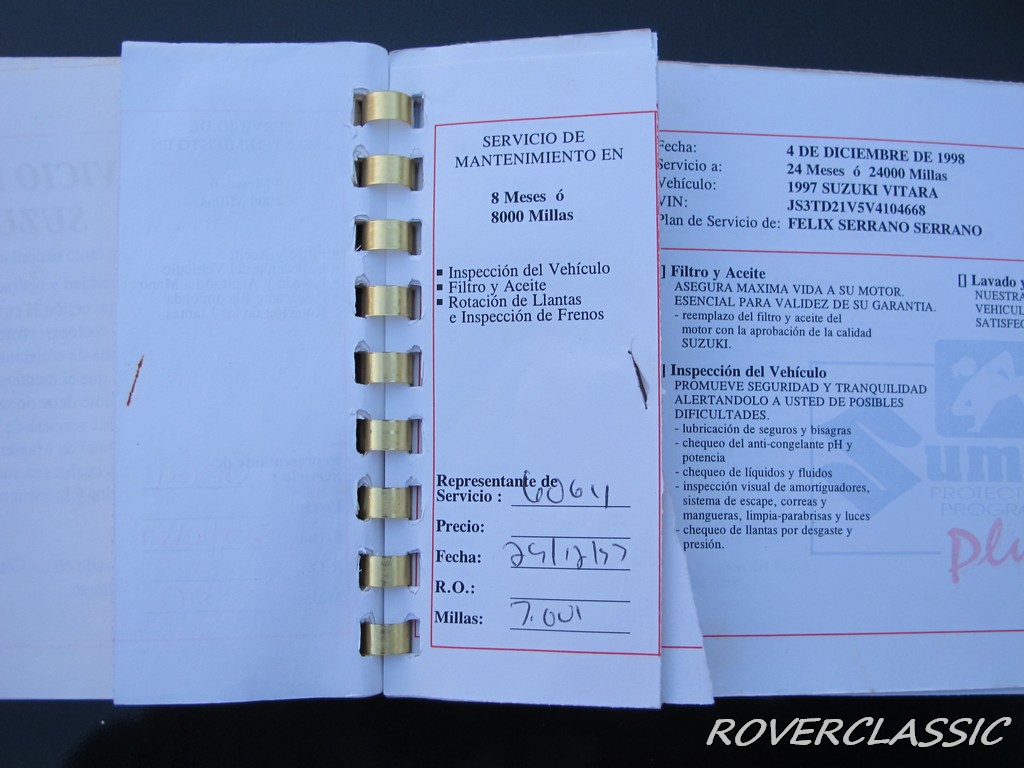 SERVICIO DE
MANTENIMIENTO EN
8 Meses ó
8000 Millas
Inspección del Vehículo
Filtro y Aceite
Rotación de Llantas
e Inspección de Frenos
Representante de
Servicio :
Precio:
Fecha:
R.O.:
Millas: 7.001
Fecha: 4 DE DICIEMBRE DE 1998
Servicio a: 24 Meses ó 24000 Millas
Vehículo: 1997 SUZUKI VITARA
VIN: JS3TD21V5V4104668
Plan de Servicio de: FELIX SERRANO SERRANO
[] Filtro y Aceite
ASEGURA MAXIMA VIDA A SU MOTOR.
ESENCIAL PARA VALIDEZ DE SU GARANTIA.
- reemplazo del filtro y aceite del
motor con la aprobación de la calidad
SUZUKI.
[] Inspección del Vehículo
PROMUEVE SEGURIDAD Y TRANQUILIDAD
ALERTANDOLO A USTED DE POSIBLES
DIFICULTADES.
- lubricación de seguros y bisagras
- chequeo del anti-congelante pH y
potencia
- chequeo de líquidos y fluidos
- inspección visual de amortiguadores,
sistema de escape, correas y
mangueras, limpia-parabrisas y luces
- chequeo de llantas por desgaste y
presión.
[] Lavado y
NUESTRA
VEHICUL
SATISFEC
Summ
PROTECT
PROGRA
Plu
ROVERCLASSIC